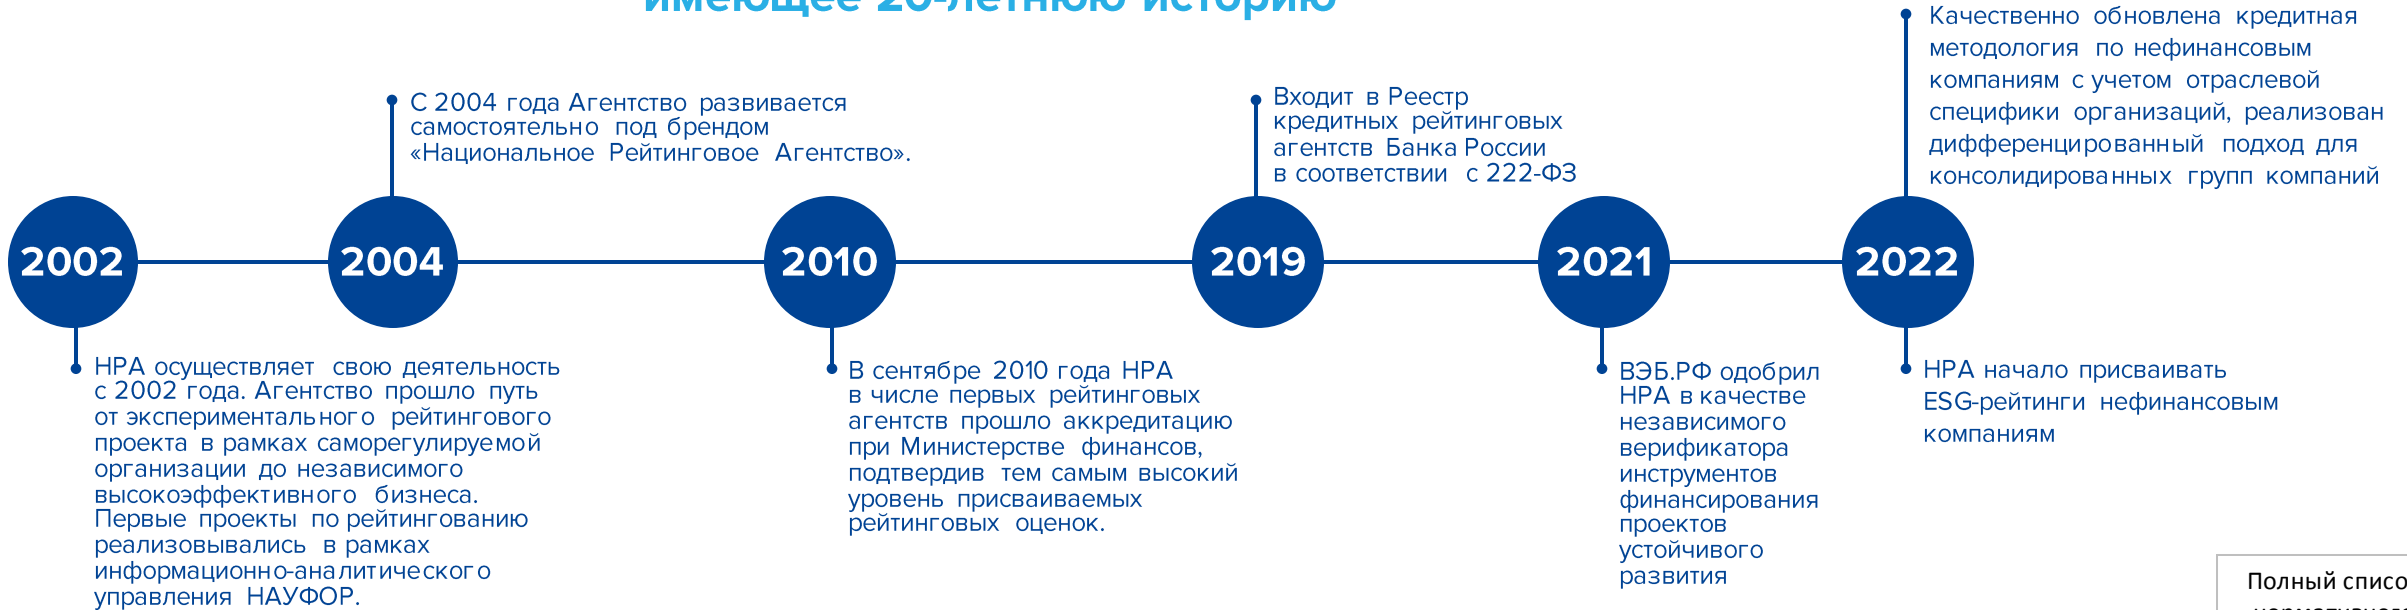 имеющее 20-летнюю историю
Качественно обновлена кредитная
методология по нефинансовым
компаниям с учетом отраслевой
специфики организаций, реализован
дифференцированный подход для
консолидированных групп компаний
С 2004 года Агентство развивается
самостоятельно под брендом
«Национальное Рейтинговое Агентство».
Входит в Реестр
кредитных рейтинговых
агентств Банка России
в соответствии с 222-ФЗ
2002
2004
2010
2019
2021
2022
НРА осуществляет свою деятельность
с 2002 года. Агентство прошло путь
от экспериментального рейтингового
проекта в рамках саморегулируемой
организации до независимого
высокоэффективного бизнеса.
Первые проекты по рейтингованию
реализовывались в рамках
информационно-аналитического
управления НАУФОР.
В сентябре 2010 года НРА
в числе первых рейтинговых
агентств прошло аккредитацию
при Министерстве финансов,
подтвердив тем самым высокий
уровень присваиваемых
рейтинговых оценок.
ВЭБ.РФ одобрил
НРА в качестве
независимого
верификатора
инструментов
финансирования
проектов
устойчивого
развития
НРА начало присваивать
ESG-рейтинги нефинансовым
компаниям
Полный списо